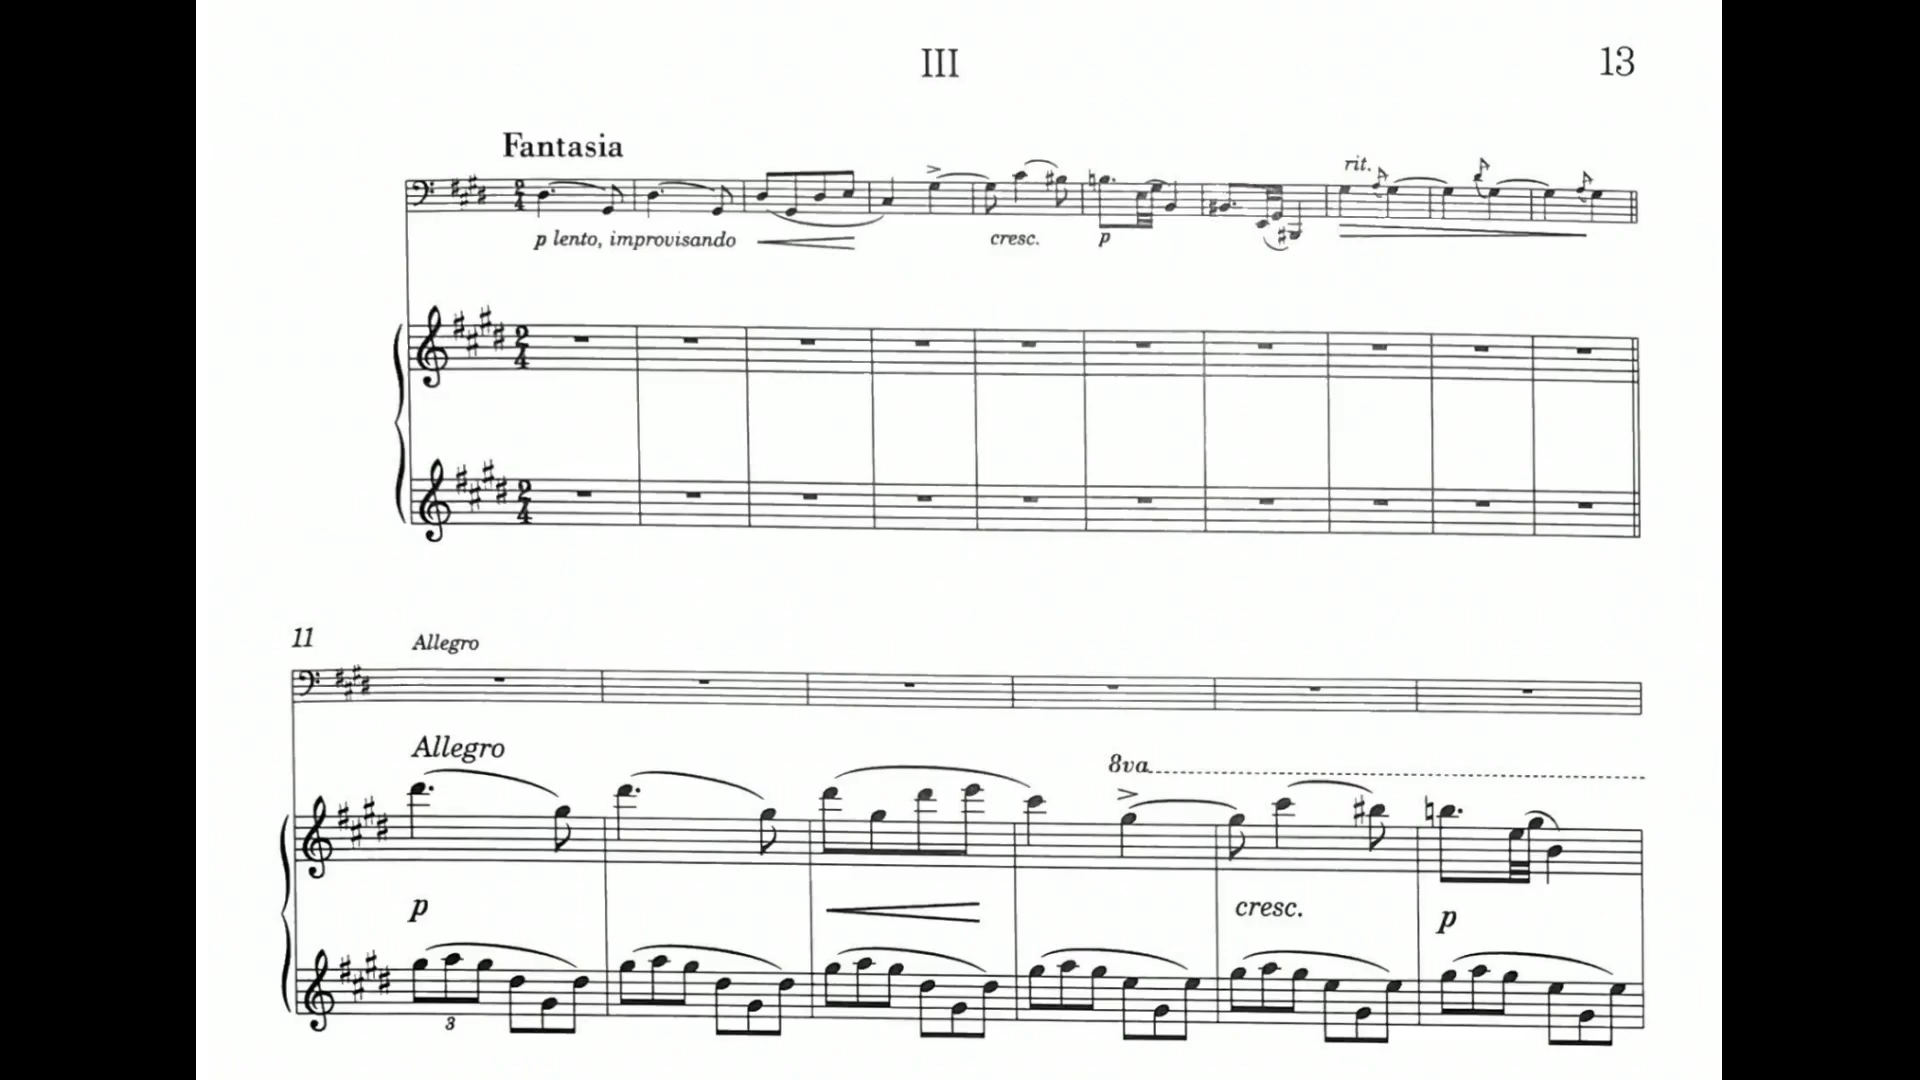 III
13
Fantasia
rit.
p lento, improvisando
cresc.
p
11
Allegro
Allegro
8va
p
cresc.
p
3